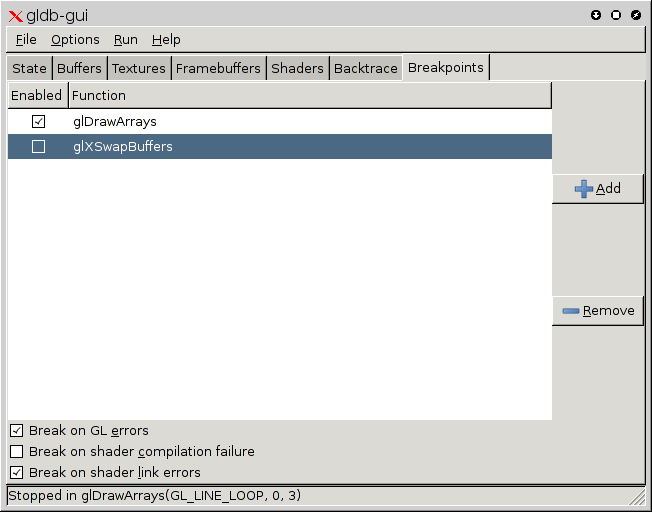 gldb-gui
File Options Run Help
State Buffers Textures Framebuffers Shaders Backtrace Breakpoints
Enabled Function
glDrawArrays
glXSwapBuffers
Add
Remove
Break on GL errors
Break on shader compilation failure
Break on shader link errors
Stopped in glDrawArrays(GL_LINE_LOOP, 0, 3)